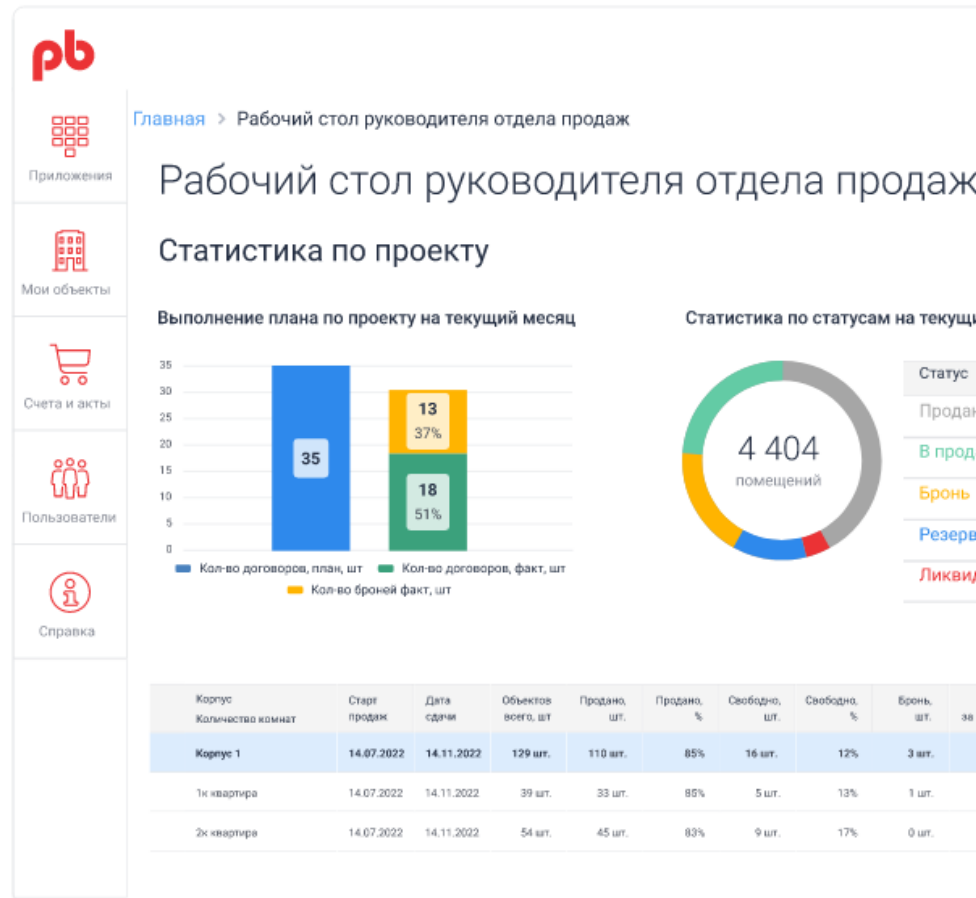 pb
Главная > Рабочий стол руководителя отдела продаж
Приложения
Рабочий стол руководителя отдела продаж
Статистика по проекту
Мои объекты
Выполнение плана по проекту на текущий месяц
35
30
25
20
15
10
5
0
35
13
37%
18
51%
Кол-во договоров, план, шт Кол-во договоров, факт, шт
Кол-во броней факт, шт
Статистика по статусам на
4 404
помещений
Статус
Бронь
Счета и акты
Пользователи
Справка
Корпус
Количество комнат
Старт продаж
Дата сдачи
Объектов всего, шт
Продано, шт.
Продано, %
Свободно, шт.
Свободно, %
Бронь, шт.
за
Корпус 1 14.07.2022 14.11.2022 129 шт. 110 шт. 85% 16 шт. 12% 3 шт.
1к квартира 14.07.2022 14.11.2022 39 шт. 33 шт. 85% 5 шт. 13% 1 шт.
2к квартира 14.07.2022 14.11.2022 54 шт. 45 шт. 83% 9 шт. 17% 0 шт.